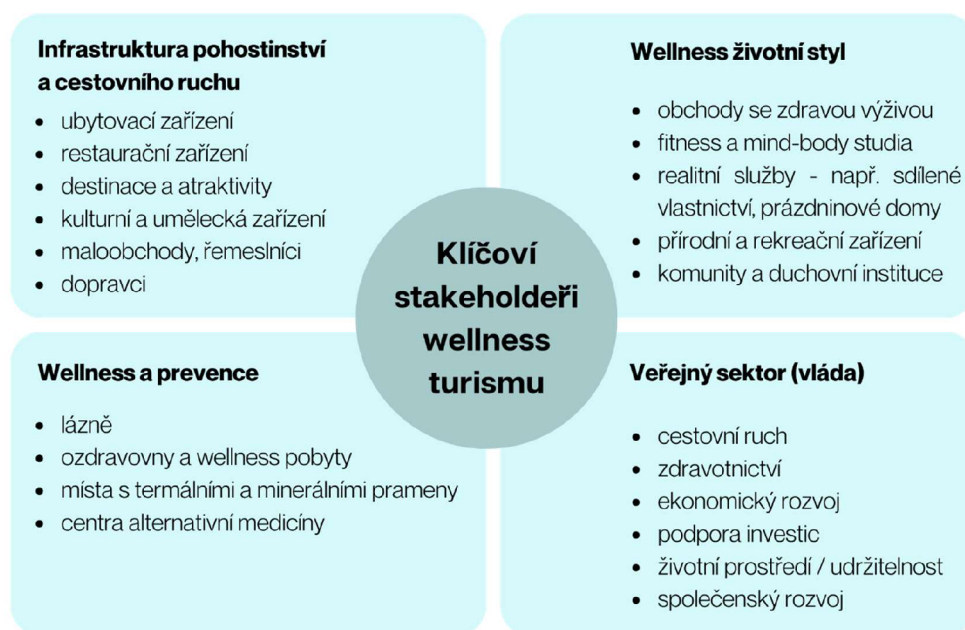 Infrastruktura pohostinství
a cestovního ruchu
• ubytovací zařízení
• restaurační zařízení
• destinace a atraktivity
• kulturní a umělecká zařízení
• maloobchody, řemeslníci
• dopravci
Wellness životní styl
• obchody se zdravou výživou
• fitness a mind-body studia
• realitní služby - např. sdílené
vlastnictví, prázdninové domy
• přírodní a rekreační zařízení
• komunity a duchovní instituce
Klíčoví
stakeholdeři
wellness
turismu
Wellness a prevence
• lázně
• ozdravovny a wellness pobyty
• místa s termálními a minerálními prameny
• centra alternativní medicíny
Veřejný sektor (vláda)
• cestovní ruch
• zdravotnictví
• ekonomický rozvoj
• podpora investic
• životní prostředí / udržitelnost
• společenský rozvoj